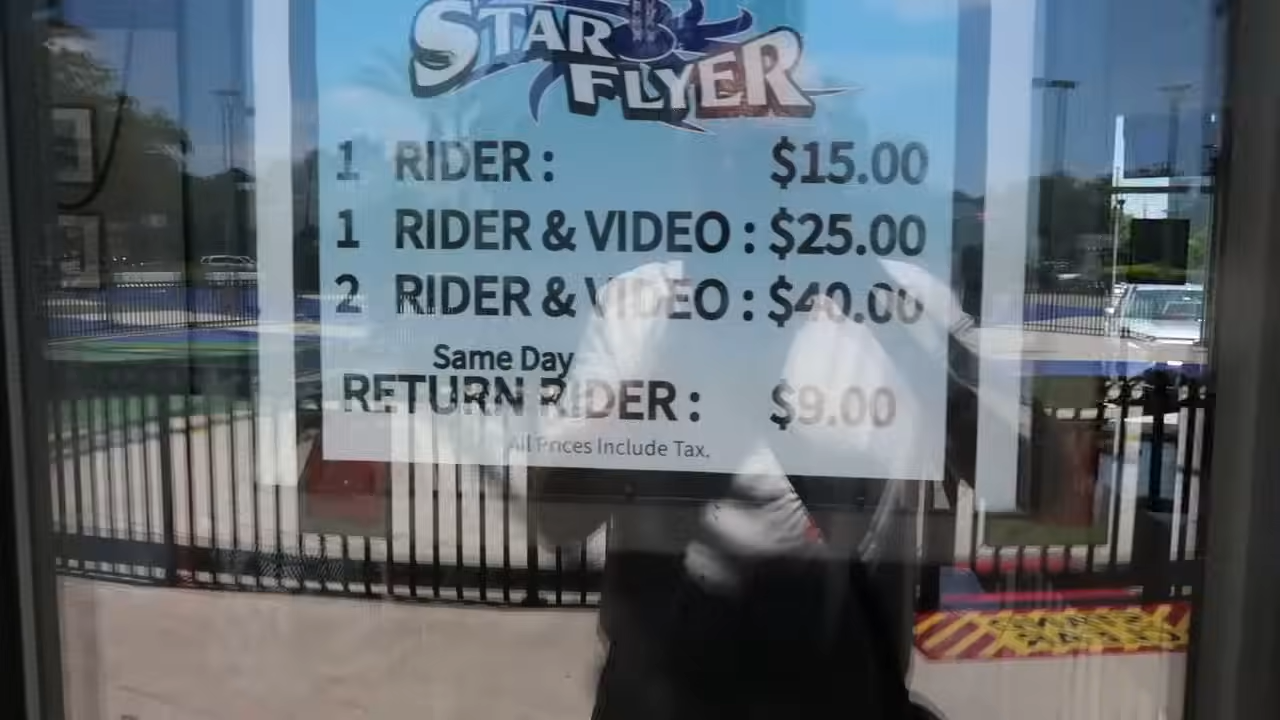 STAR
FLYER
1 RIDER: $15.00
1 RIDER & VIDEO: $25.00
2 RIDER & VIDEO: $40.00
Same Day
RETURN RIDER: $9.00
All Prices Include Tax.